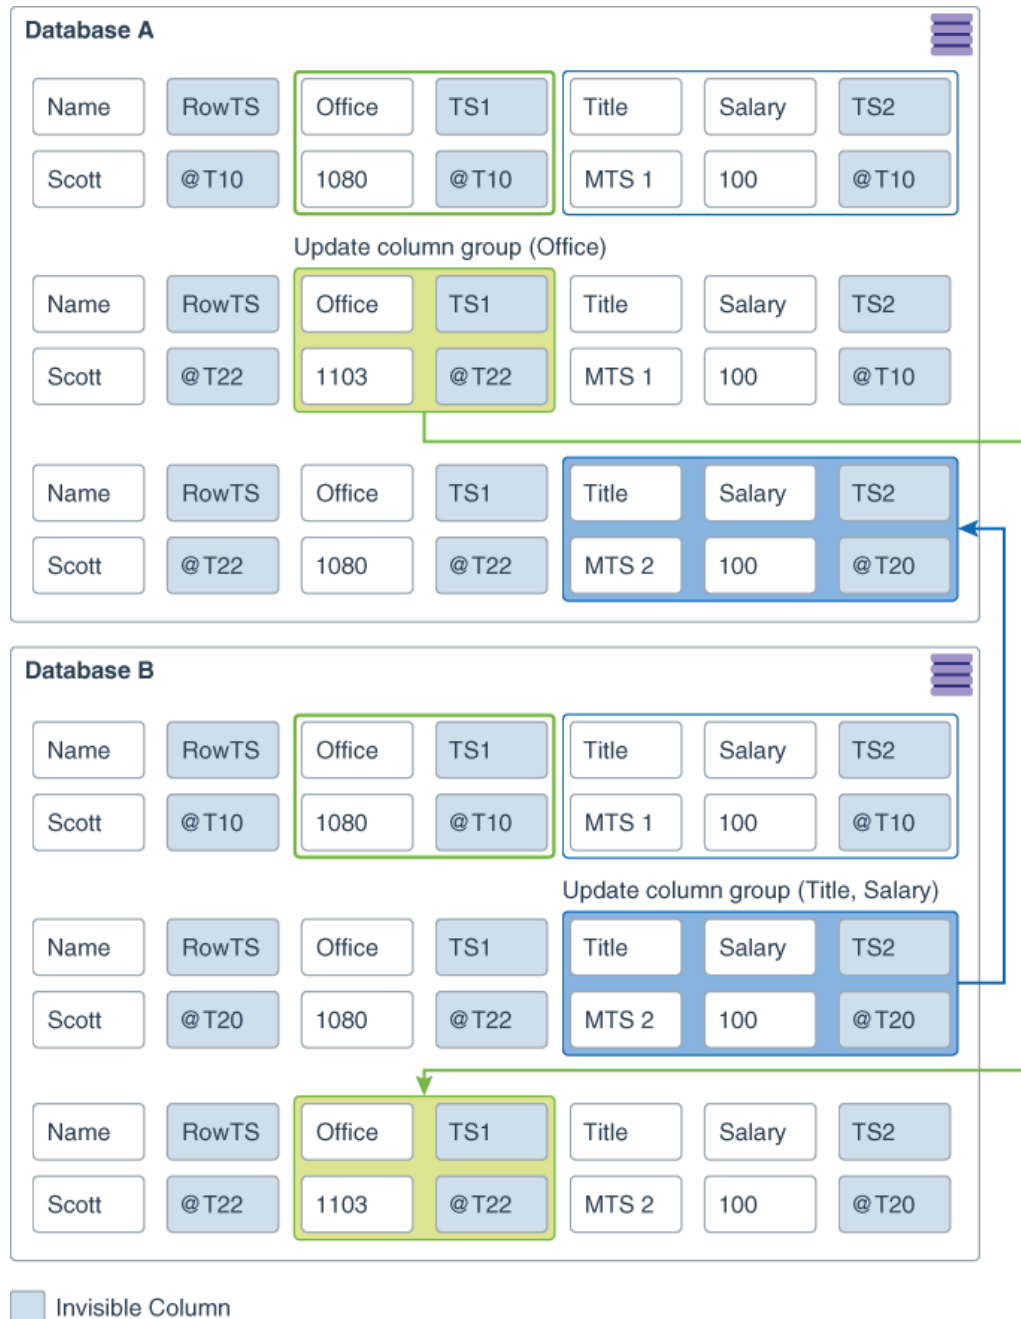 Database A
Name RowTS Office TS1 Title Salary TS2
Scott @T10 1080 @T10 MTS 1 100 @T10
Update column group (Office)
Name RowTS Office TS1 Title Salary TS2
Scott @T22 1103 @T22 MTS 1 100 @T10
Name RowTS Office TS1 Title Salary TS2
Scott @T22 1080 @T22 MTS 2 100 @T20
Database B
Name RowTS Office TS1 Title Salary TS2
Scott @T10 1080 @T10 MTS 1 100 @T10
Update column group (Title, Salary)
Name RowTS Office TS1 Title Salary TS2
Scott @T20 1080 @T22 MTS 2 100 @T20
Name RowTS Office TS1 Title Salary TS2
Scott @T22 1103 @T22 MTS 2 100 @T20
Invisible Column